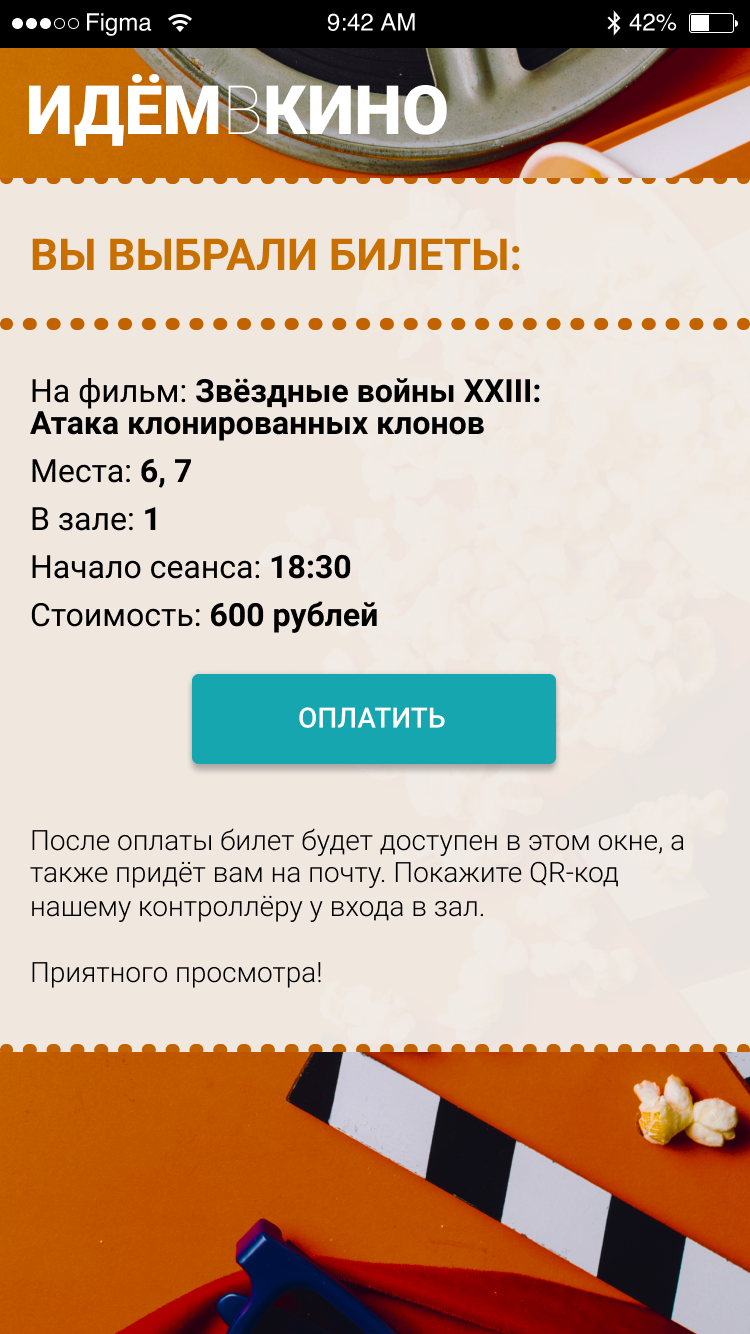 Figma 9:42 AM 42%
ИДЁМВКИНО
ВЫ ВЫБРАЛИ БИЛЕТЫ:
На фильм: Звёздные войны XXIII:
Атака клонированных клонов
Места: 6, 7
В зале: 1
Начало сеанса: 18:30
Стоимость: 600 рублей
ОПЛАТИТЬ
После оплаты билет будет доступен в этом окне, а
также придёт вам на почту. Покажите QR-код
нашему контроллёру у входа в зал.
Приятного просмотра!